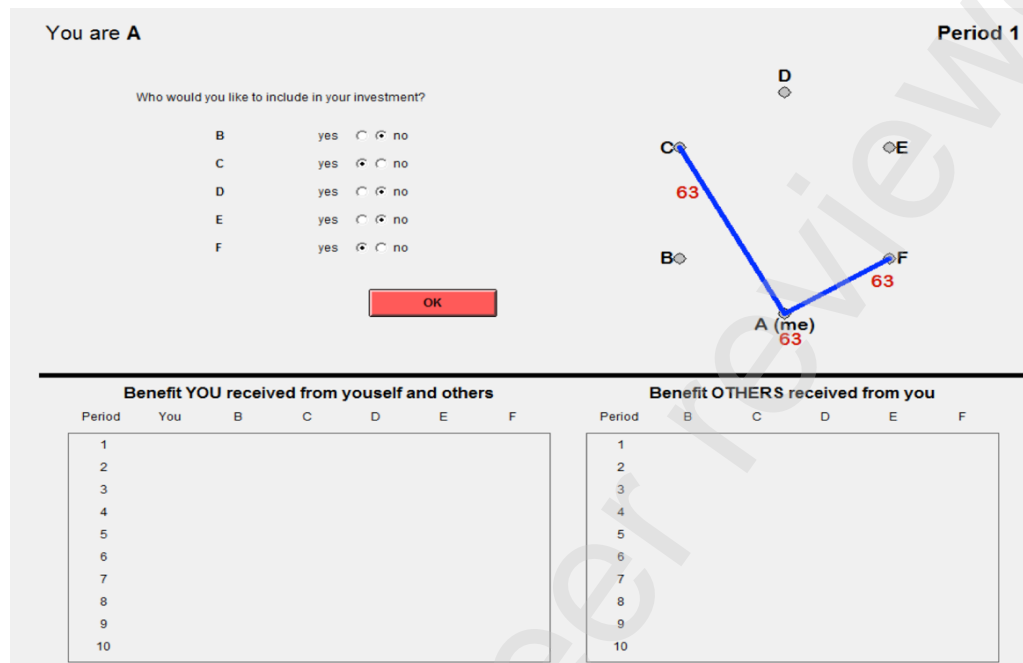 You are A
Period 1
Who would you like to include in your investment?
B yes no
C yes no
D yes no
E yes no
F yes no
OK
D
C
E
63
B
F
63
A (me)
63
Benefit YOU received from youself and others
Period You B C D E F
1
2
3
4
5
6
7
8
9
10
Benefit OTHERS received from you
Period B C D E F
1
2
3
4
5
6
7
8
9
10
eer review